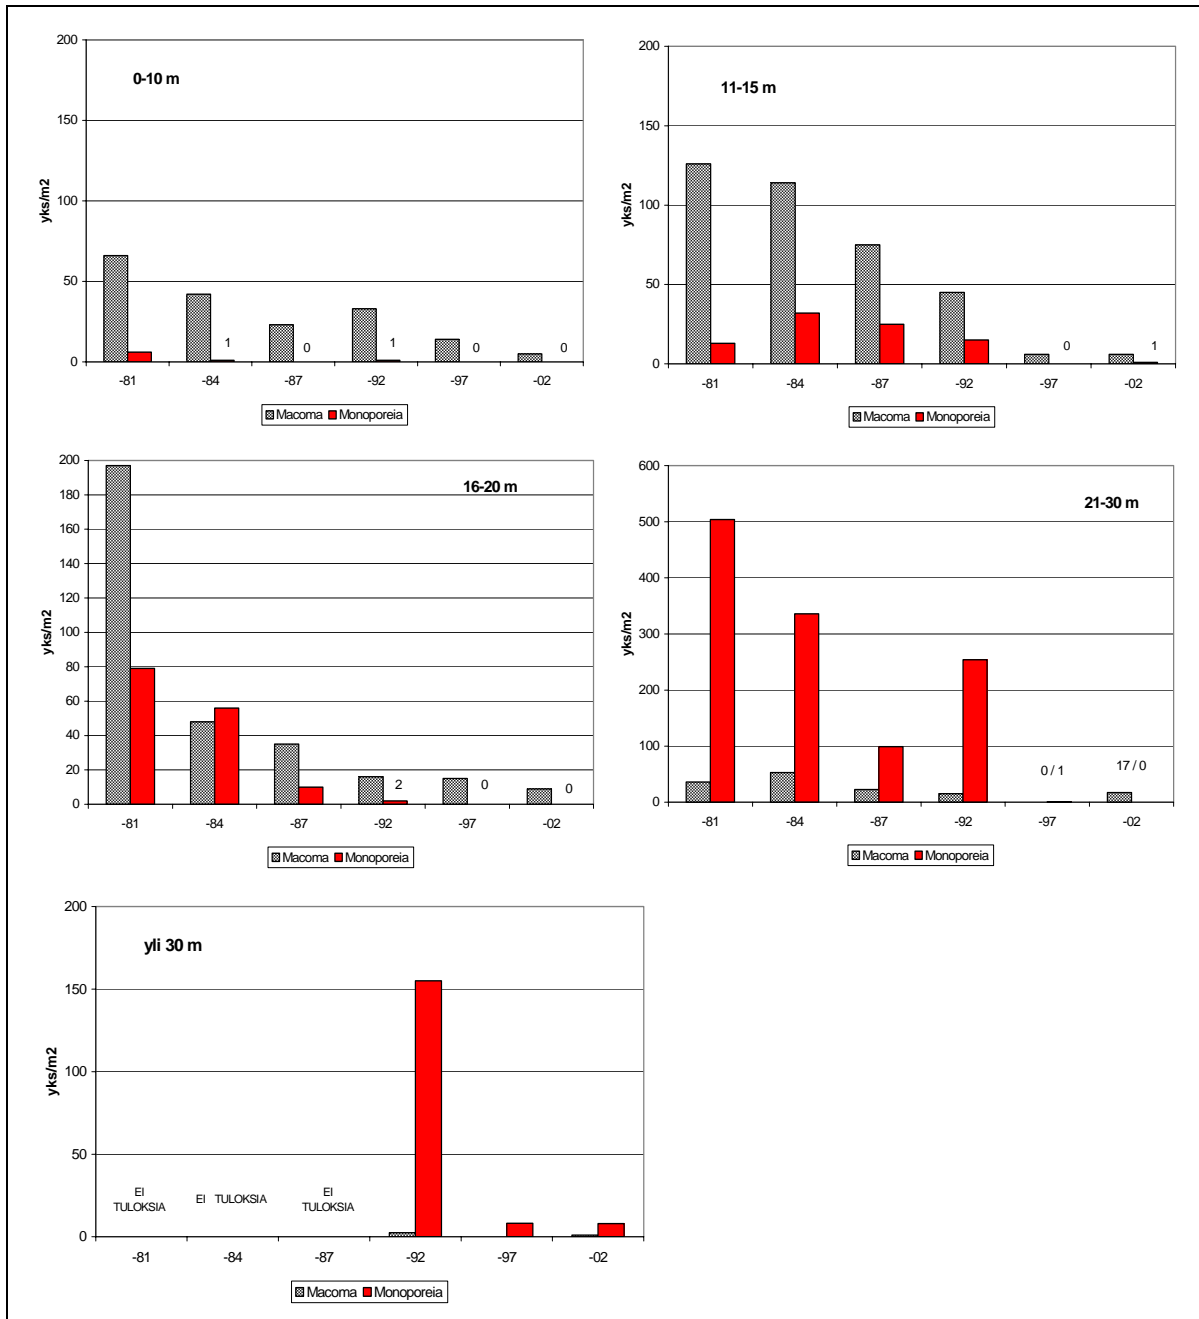 0-10 m
yks/m2
200
150
100
50
0
1
0
1
0
0
-81 -84 -87 -92 -97 -02
Macoma Monoporeia
11-15 m
yks/m2
200
150
100
50
0
0
1
-81 -84 -87 -92 -97 -02
Macoma Monoporeia
16-20 m
yks/m2
200
180
160
140
120
100
80
60
40
20
0
2
0
0
-81 -84 -87 -92 -97 -02
Macoma Monoporeia
21-30 m
yks/m2
600
500
400
300
200
100
0
0 / 1
17 / 0
-81 -84 -87 -92 -97 -02
Macoma Monoporeia
yli 30 m
yks/m2
200
150
100
50
0
EI
TULOKSIA
EI TULOKSIA
EI
TULOKSIA
-81 -84 -87 -92 -97 -02
Macoma Monoporeia